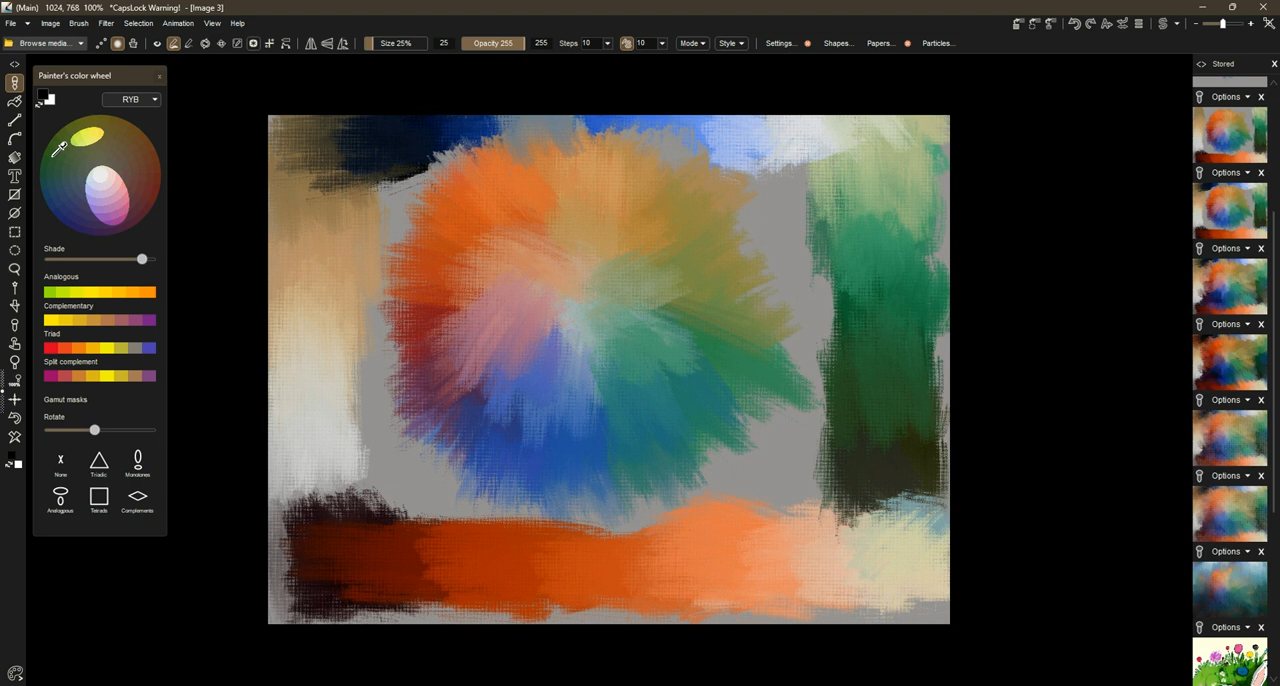 (Main) 1024, 768 100% *CapsLock Warning! - [Image 3]
File Image Brush Filter Selection Animation View Help
Browse media... Size 25% 25 Opacity 255 255 Steps 10 10 Mode Style Settings... Shapes... Papers... Particles...
Stored
Painter's color wheel x
RYB
Shade
Analogous
Complementary
Triad
Split complement
Gamut masks
Rotate
None Triadic Monotones
Analogous Tetrads Complements
100%
Options X
Options X
Options X
Options X
Options X
Options X
Options X
Options X